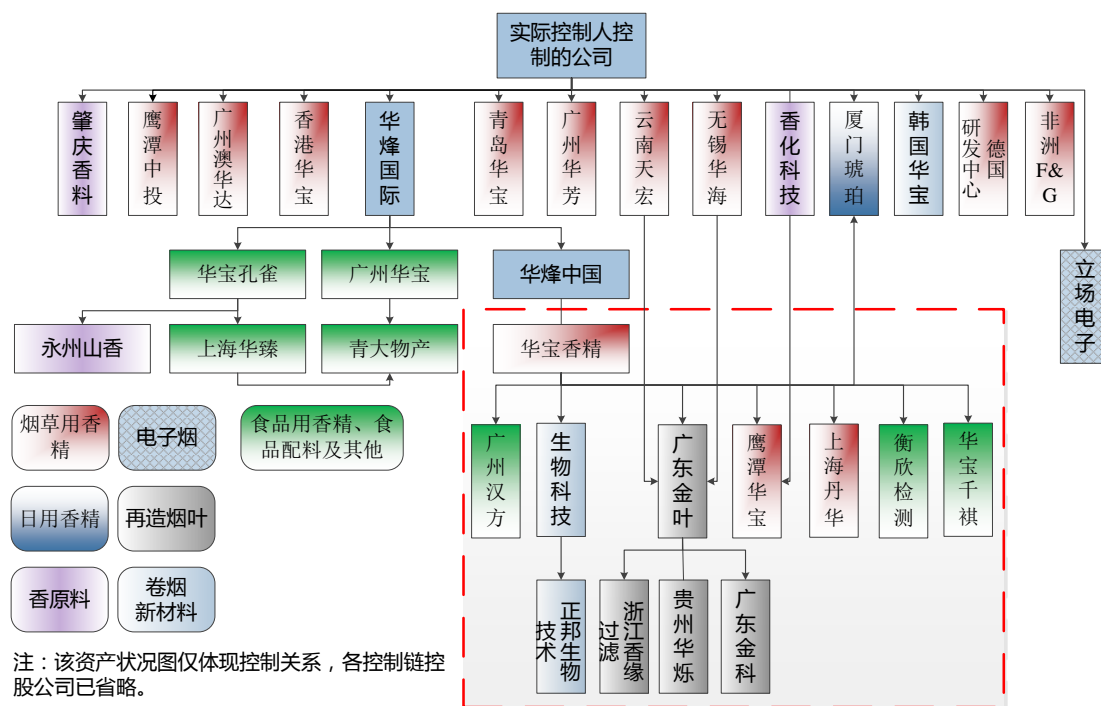 实际控制人控
制的公司
肇庆香料
鹰潭中投
广州澳华达
香港华宝
华烽国际
青岛华宝
广州华芳
云南天宏
无锡华海
香化科技
厦门琥珀
韩国华宝
德国
研发中心
非洲F&G
立场电子
华宝孔雀
广州华宝
华烽中国
永州山香
上海华臻
青大物产
华宝香精
烟草用香
精
电子烟
食品用香精、食
品配料及其他
广州汉方
生物科技
广东金叶
鹰潭华宝
上海丹华
衡欣检测
华宝千祺
日用香精
再造烟叶
香原料
卷烟
新材料
正邦生物
技术
浙江香缘
过滤
贵州华烁
广东金科
注：该资产状况图仅体现控制关系，各控制链控
股公司已省略。